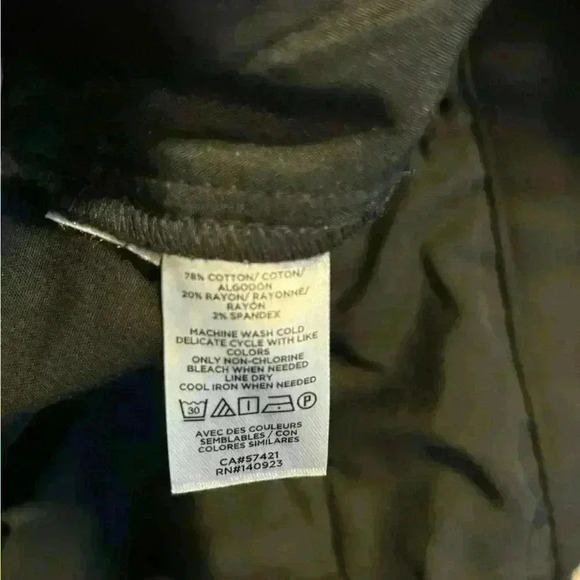 78% COTTON/ COTON/
ALGODÓN
20% RAYON/ RAYONNE/
RAYÓN
2% SPANDEX
MACHINE WASH COLD
DELICATE CYCLE WITH LIKE
COLORS
ONLY NON-CHLORINE
BLEACH WHEN NEEDED
LINE DRY
COOL IRON WHEN NEEDED
30 P
AVEC DES COULEURS
SEMBLABLES / CON
COLORES SIMILARES
CA#57421
RN#140923